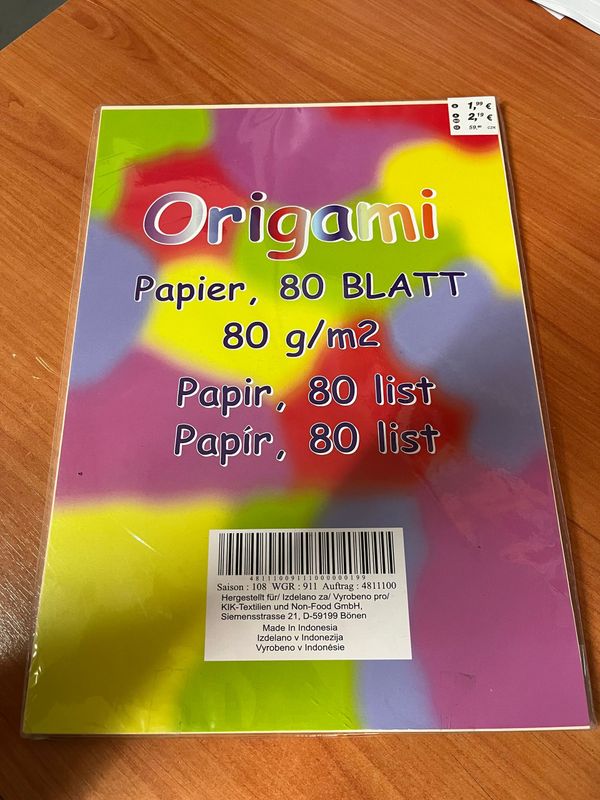 1,99 €
2,19 €
59,90 CZK
Origami
Papier, 80 BLATT
80 g/m2
Papir, 80 list
Papír, 80 list
4811100911100000199
Saison : 108 WGR : 911 Auftrag : 4811100
Hergestellt für/ Izdelano za/ Vyrobeno pro/
KIK-Textilien und Non-Food GmbH,
Siemensstrasse 21, D-59199 Bönen
Made In Indonesia
Izdelano v Indonezija
Vyrobeno v Indonésie